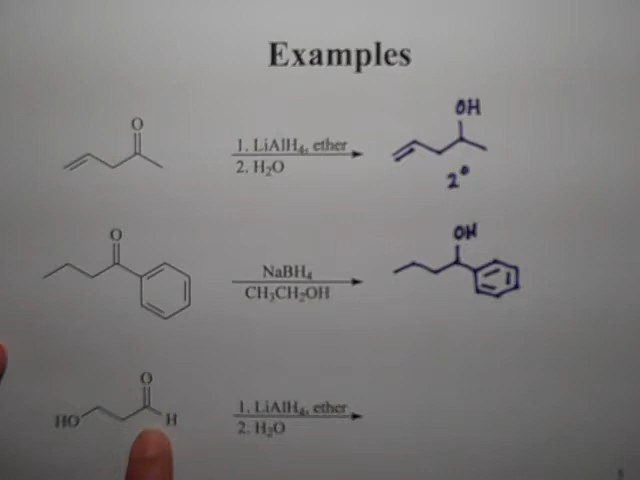 Examples
O
1. LiAlH₄, ether
2. H₂O
OH
2°
O
NaBH₄
CH₃CH₂OH
OH
O
HO
H
1. LiAlH₄, ether
2. H₂O